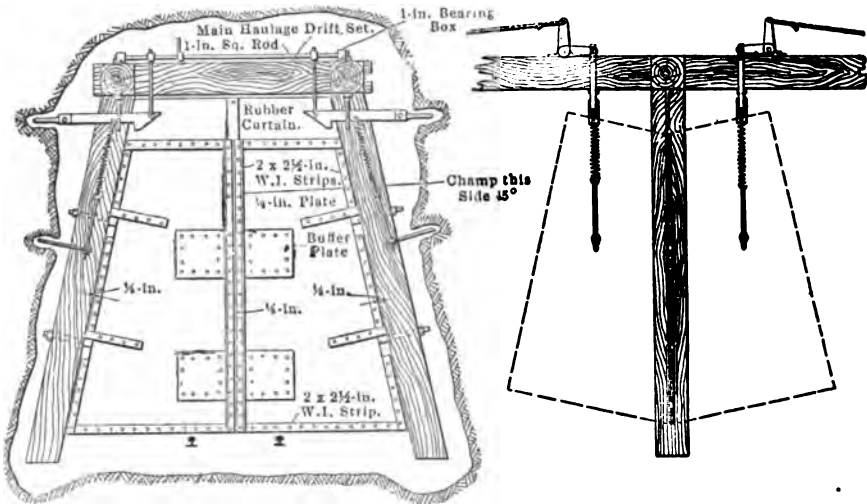 Main Haulage Drift Set.
1-In. Sq. Rod
1-in. Bearing
Box
Rubber
Curtain.
2 x 2½-in.
W.I. Strips.
¼-in. Plate
Champ this
Side 45°
Buffer
Plate
¼-in.
¼-in.
⅛-in.
2 x 2½-in.
W.I. Strip.